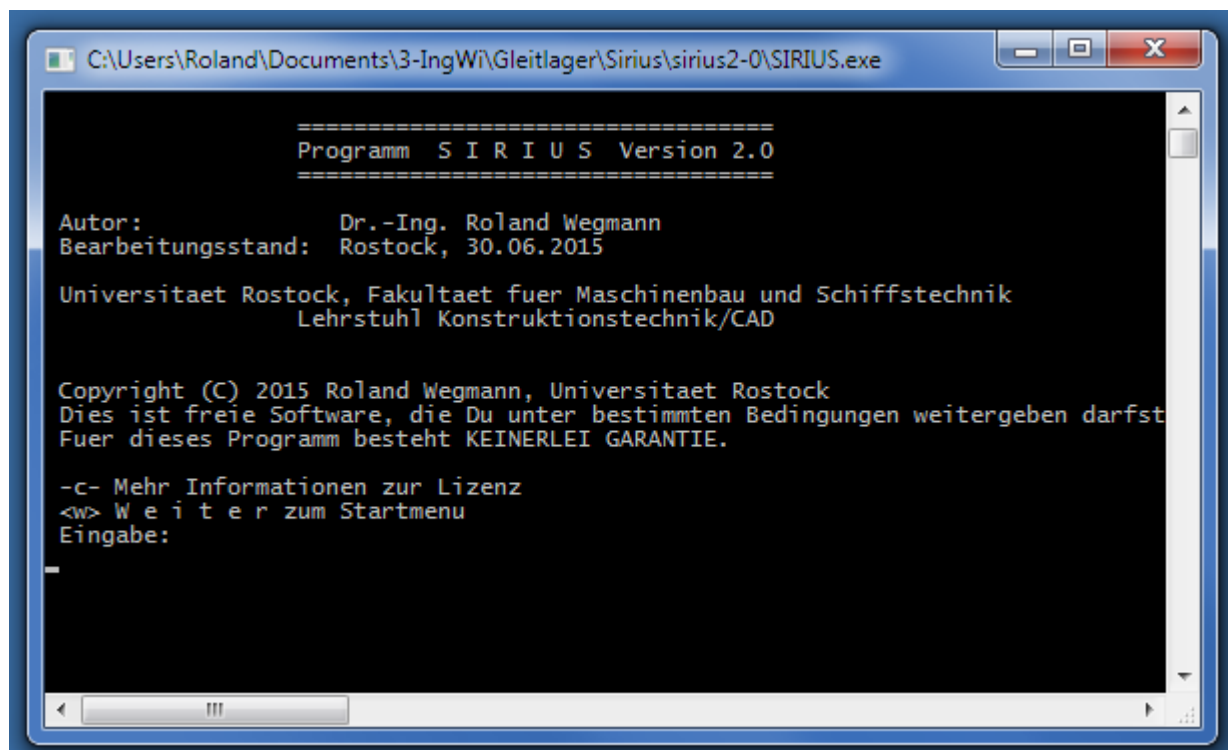 C:\Users\Roland\Documents\3-IngWi\Gleitlager\Sirius\sirius2-0\SIRIUS.exe
==================================
Programm S I R I U S Version 2.0
==================================
Autor: Dr.-Ing. Roland Wegmann
Bearbeitungsstand: Rostock, 30.06.2015
Universitaet Rostock, Fakultaet fuer Maschinenbau und Schiffstechnik
Lehrstuhl Konstruktionstechnik/CAD
Copyright (C) 2015 Roland Wegmann, Universitaet Rostock
Dies ist freie Software, die Du unter bestimmten Bedingungen weitergeben darfst
Fuer dieses Programm besteht KEINERLEI GARANTIE.
-c- Mehr Informationen zur Lizenz
<w> W e i t e r zum Startmenu
Eingabe: